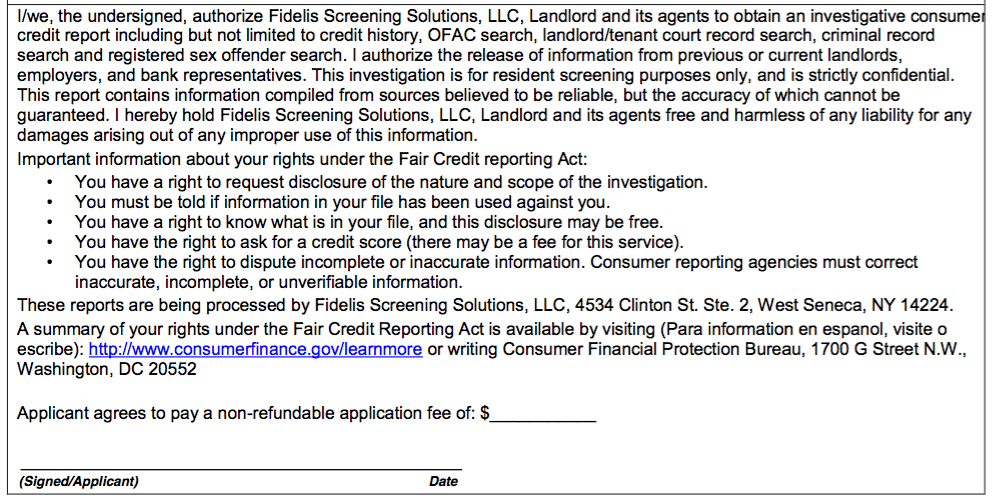 I/we, the undersigned, authorize Fidelis Screening Solutions, LLC, Landlord and its agents to obtain an investigative consumer
credit report including but not limited to credit history, OFAC search, landlord/tenant court record search, criminal record
search and registered sex offender search. I authorize the release of information from previous or current landlords,
employers, and bank representatives. This investigation is for resident screening purposes only, and is strictly confidential.
This report contains information compiled from sources believed to be reliable, but the accuracy of which cannot be
guaranteed. I hereby hold Fidelis Screening Solutions, LLC, Landlord and its agents free and harmless of any liability for any
damages arising out of any improper use of this information.
Important information about your rights under the Fair Credit reporting Act:
• You have a right to request disclosure of the nature and scope of the investigation.
• You must be told if information in your file has been used against you.
• You have a right to know what is in your file, and this disclosure may be free.
• You have the right to ask for a credit score (there may be a fee for this service).
• You have the right to dispute incomplete or inaccurate information. Consumer reporting agencies must correct
inaccurate, incomplete, or unverifiable information.
These reports are being processed by Fidelis Screening Solutions, LLC, 4534 Clinton St. Ste. 2, West Seneca, NY 14224.
A summary of your rights under the Fair Credit Reporting Act is available by visiting (Para information en espanol, visite o
escribe): http://www.consumerfinance.gov/learnmore or writing Consumer Financial Protection Bureau, 1700 G Street N.W.,
Washington, DC 20552
Applicant agrees to pay a non-refundable application fee of: $___________
(Signed/Applicant) Date